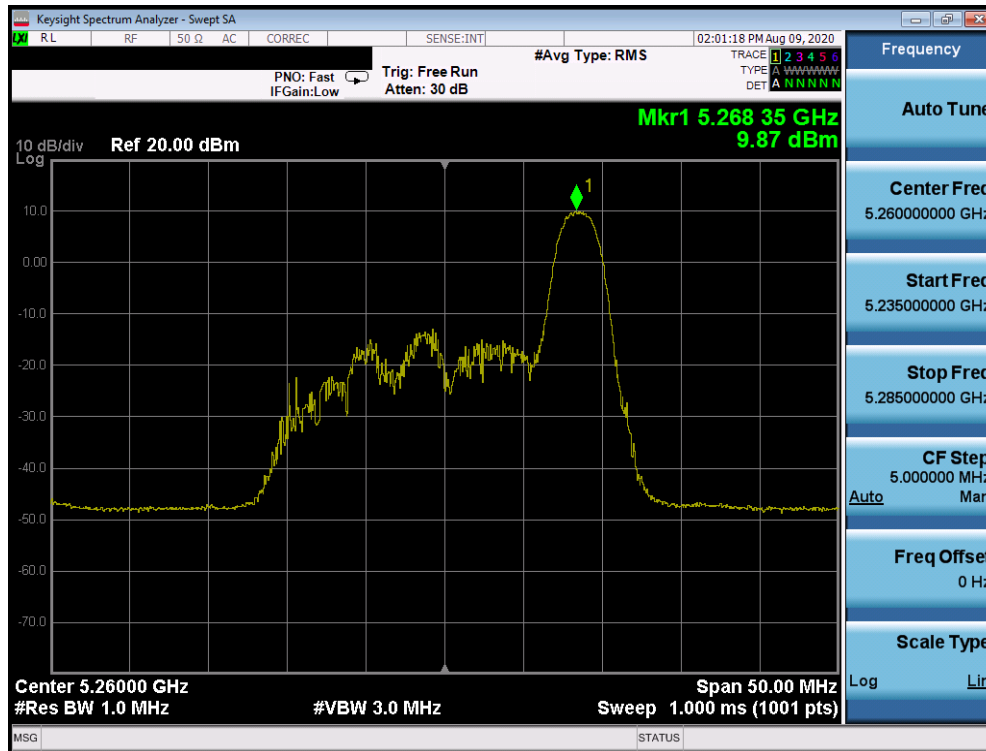 Keysight Spectrum Analyzer - Swept SA
LXI RL RF 50 Ω AC CORREC SENSE:INT 02:01:18 PM Aug 09, 2020
#Avg Type: RMS TRACE 1 2 3 4 5 6
PNO: Fast Trig: Free Run TYPE A WWWWW
IFGain:Low Atten: 30 dB DET A N N N N N
Mkr1 5.268 35 GHz
9.87 dBm
10 dB/div Ref 20.00 dBm
Log
1
10.0
0.00
-10.0
-20.0
-30.0
-40.0
-50.0
-60.0
-70.0
Center 5.26000 GHz Span 50.00 MHz
#Res BW 1.0 MHz #VBW 3.0 MHz Sweep 1.000 ms (1001 pts)
MSG STATUS
Frequency
Auto Tune
Center Freq
5.260000000 GHz
Start Freq
5.235000000 GHz
Stop Freq
5.285000000 GHz
CF Step
5.000000 MHz
Auto Man
Freq Offset
0 Hz
Scale Type
Log Lin